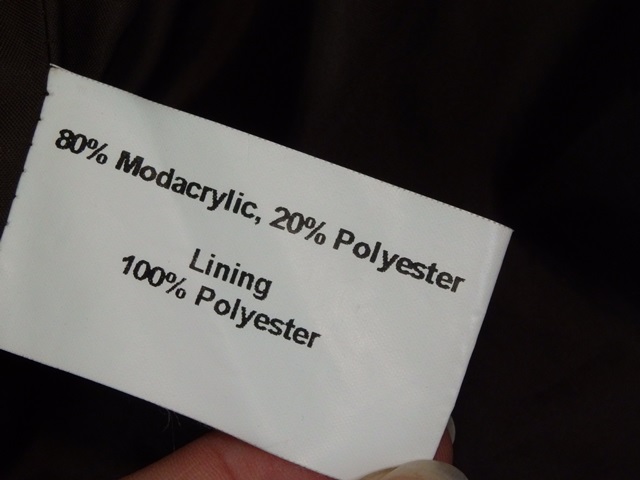 80% Modacrylic, 20% Polyester
Lining
100% Polyester